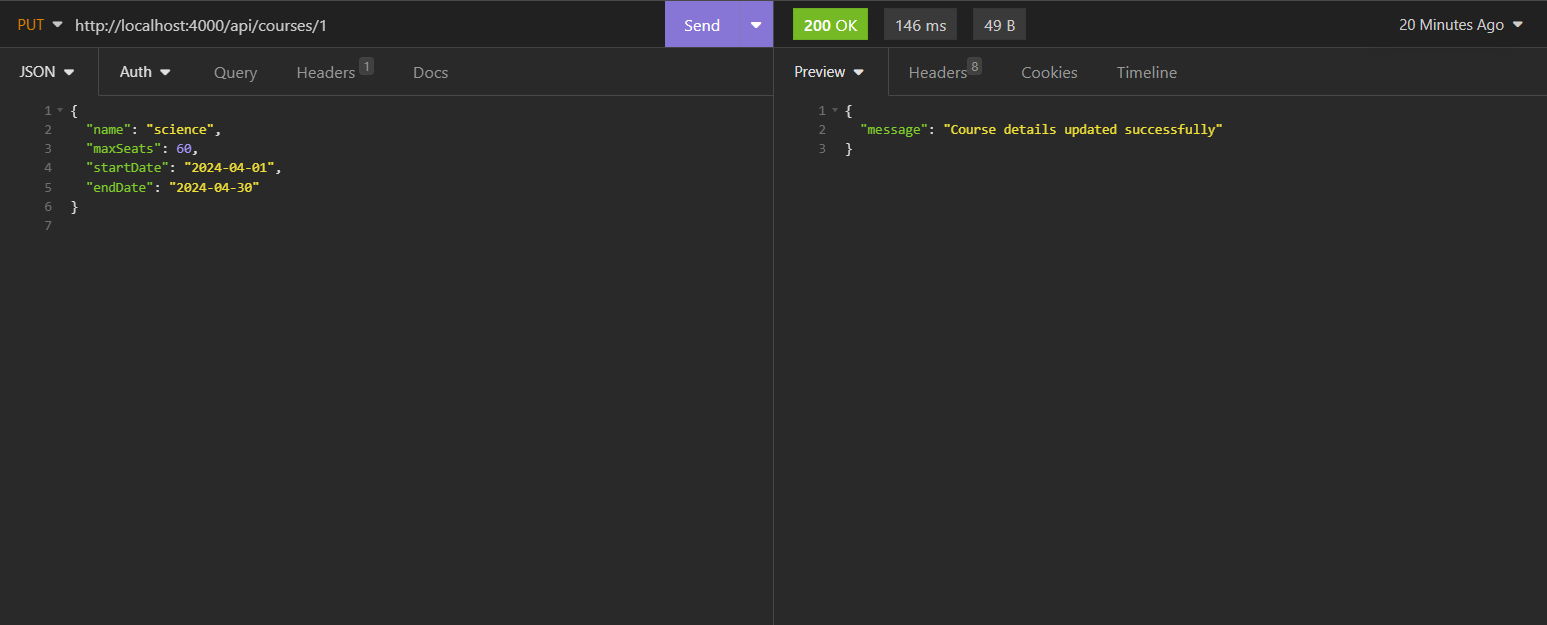 PUT http://localhost:4000/api/courses/1 Send 200 OK 146 ms 49 B 20 Minutes Ago
JSON Auth Query Headers 1 Docs
Preview Headers 8 Cookies Timeline
1 {
2 "name": "science",
3 "maxSeats": 60,
4 "startDate": "2024-04-01",
5 "endDate": "2024-04-30"
6 }
7
1 {
2 "message": "Course details updated successfully"
3 }